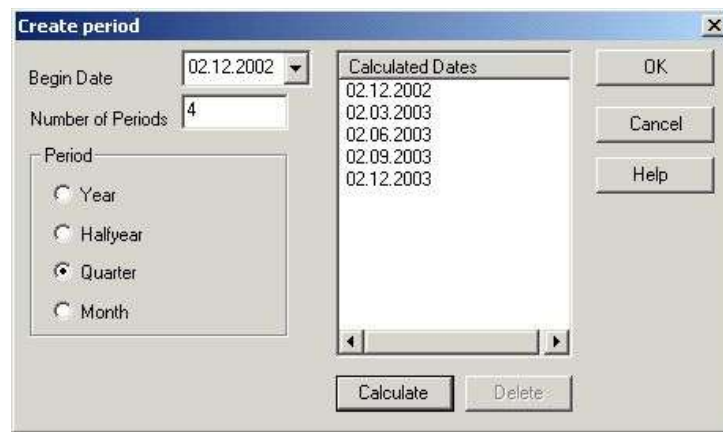 Create period
Begin Date
02.12.2002
Number of Periods
4
Period
Year
Halfyear
Quarter
Month
Calculated Dates
02.12.2002
02.03.2003
02.06.2003
02.09.2003
02.12.2003
Calculate
Delete
OK
Cancel
Help